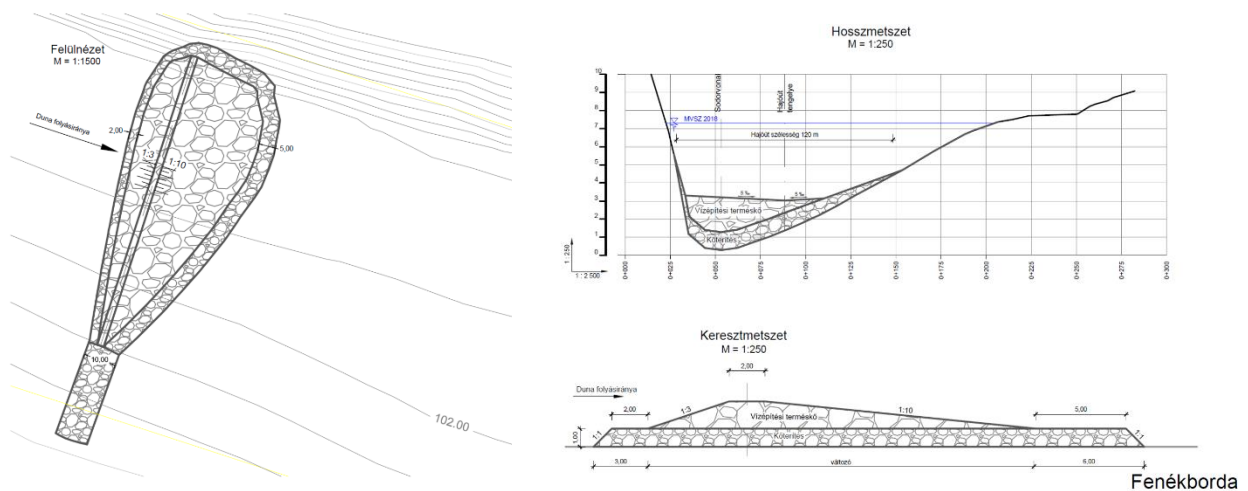 Felülnézet
M = 1:1500
Duna folyásiránya
2,00
1:3
1:10
5,00
10,00
102.00
Hosszmetszet
M = 1:250
10
9
8
7
6
5
4
3
2
1
0
Sodorvonal
Hajóút tengelye
MVSZ 2018
Hajóút szélesség 120 m
Vízépítési terméskő
Kőterítés
1 : 250
1 : 2 500
0+000
0+025
0+050
0+075
0+100
0+125
0+150
0+175
0+200
0+225
0+250
0+275
0+300
Keresztmetszet
M = 1:250
2,00
Duna folyásiránya
2,00
1:3
1:10
5,00
Vízépítési terméskő
1:1
1,00
Kőterítés
1:1
3,00
változó
6,00
Fenékborda